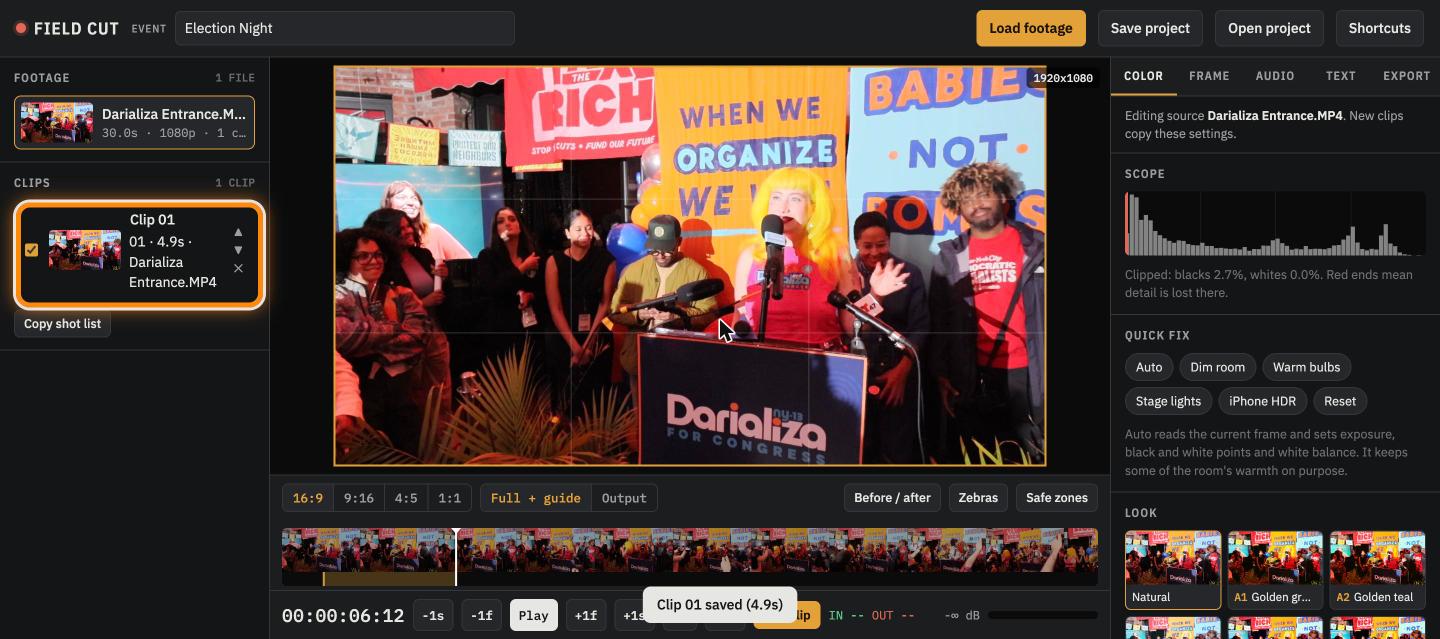 FIELD CUT
EVENT
Election Night
Load footage
Save project
Open project
Shortcuts
FOOTAGE
1 FILE
Darializa Entrance.M…
30.0s · 1080p · 1 c…
CLIPS
1 CLIP
Clip 01
01 · 4.9s ·
Darializa
Entrance.MP4
▲
▼
×
Copy shot list
1920x1080
THE
RICH
STOP CUTS • FUND OUR FUTURE
PROTECT OUR
NEIGHBORS
WHEN WE
ORGANIZE
WE
BABIE
• NOT •
Darializa
ny-13
FOR CONGRESS
16:9
9:16
4:5
1:1
Full + guide
Output
Before / after
Zebras
Safe zones
00:00:06:12
-1s
-1f
Play
+1f
+1s
Clip 01 saved (4.9s)
lip
IN --
OUT --
-∞ dB
COLOR
FRAME
AUDIO
TEXT
EXPORT
Editing source Darializa Entrance.MP4. New clips
copy these settings.
SCOPE
Clipped: blacks 2.7%, whites 0.0%. Red ends mean
detail is lost there.
QUICK FIX
Auto
Dim room
Warm bulbs
Stage lights
iPhone HDR
Reset
Auto reads the current frame and sets exposure,
black and white points and white balance. It keeps
some of the room's warmth on purpose.
LOOK
Natural
A1 Golden gr…
A2 Golden teal